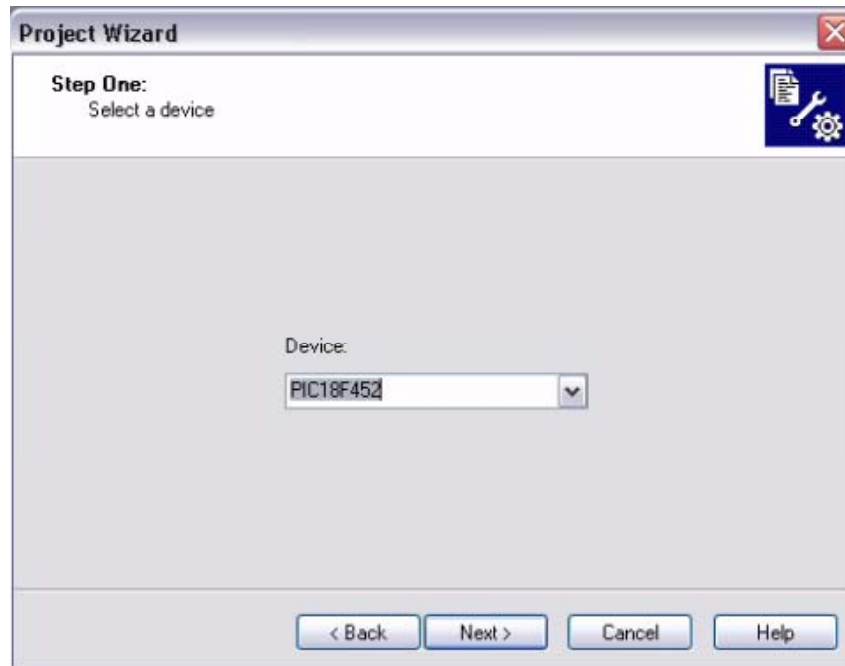 Project Wizard
Step One:
Select a device
Device:
PIC18F452
< Back Next > Cancel Help